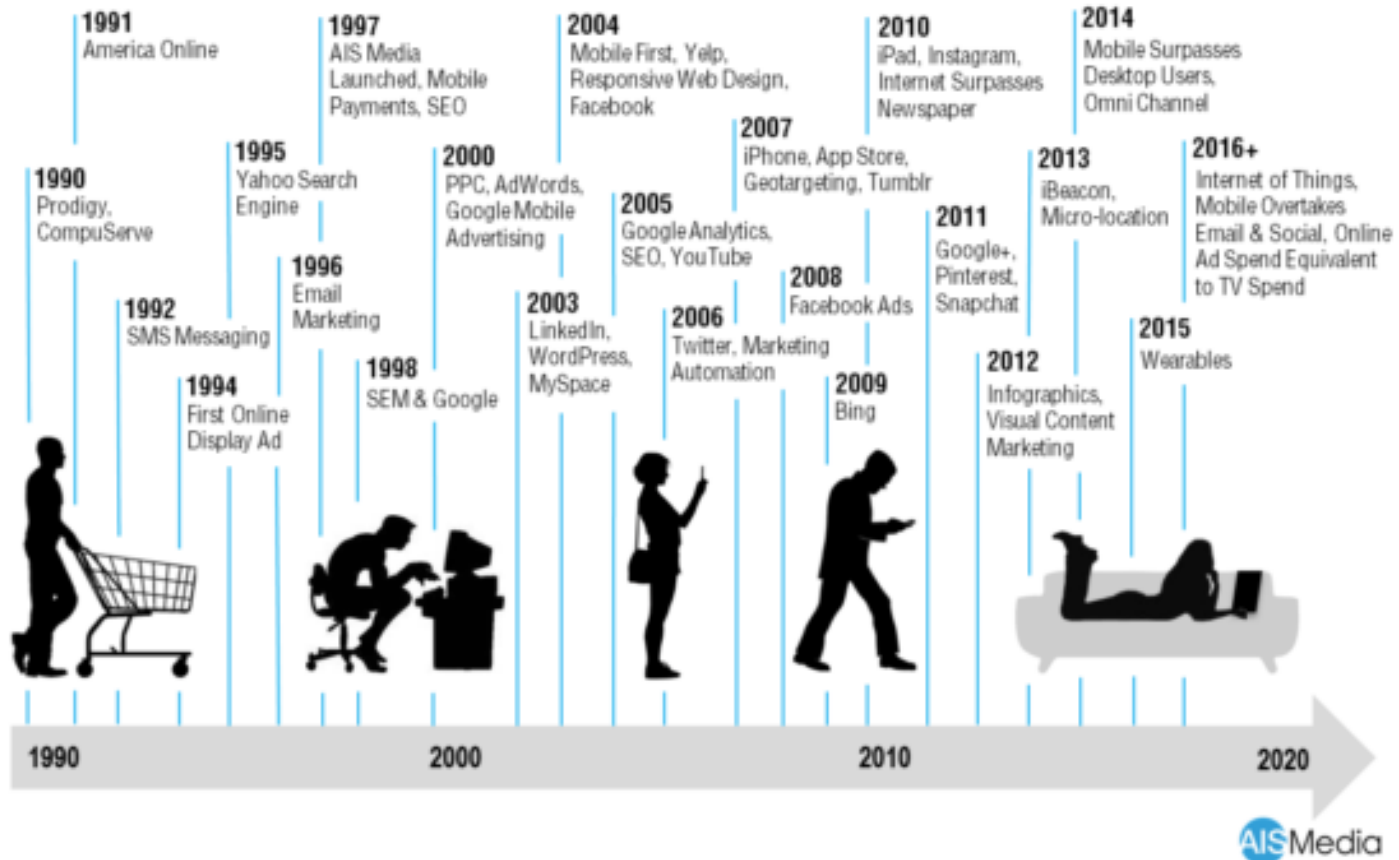 1991
America Online
1997
AIS Media
Launched, Mobile
Payments, SEO
2004
Mobile First, Yelp,
Responsive Web Design,
Facebook
2010
iPad, Instagram,
Internet Surpasses
Newspaper
2014
Mobile Surpasses
Desktop Users,
Omni Channel
1990
Prodigy,
CompuServe
1995
Yahoo Search
Engine
2000
PPC, AdWords,
Google Mobile
Advertising
2007
iPhone, App Store,
Geotargeting, Tumblr
2013
iBeacon,
Micro-location
2016+
Internet of Things,
Mobile Overtakes
Email & Social, Online
Ad Spend Equivalent
to TV Spend
2005
Google Analytics,
SEO, YouTube
2011
Google+,
Pinterest,
Snapchat
1992
SMS Messaging
1996
Email
Marketing
2003
LinkedIn,
WordPress,
MySpace
2006
Twitter, Marketing
Automation
2008
Facebook Ads
2015
Wearables
1994
First Online
Display Ad
1998
SEM & Google
2009
Bing
2012
Infographics,
Visual Content
Marketing
1990
2000
2010
2020
AISMedia